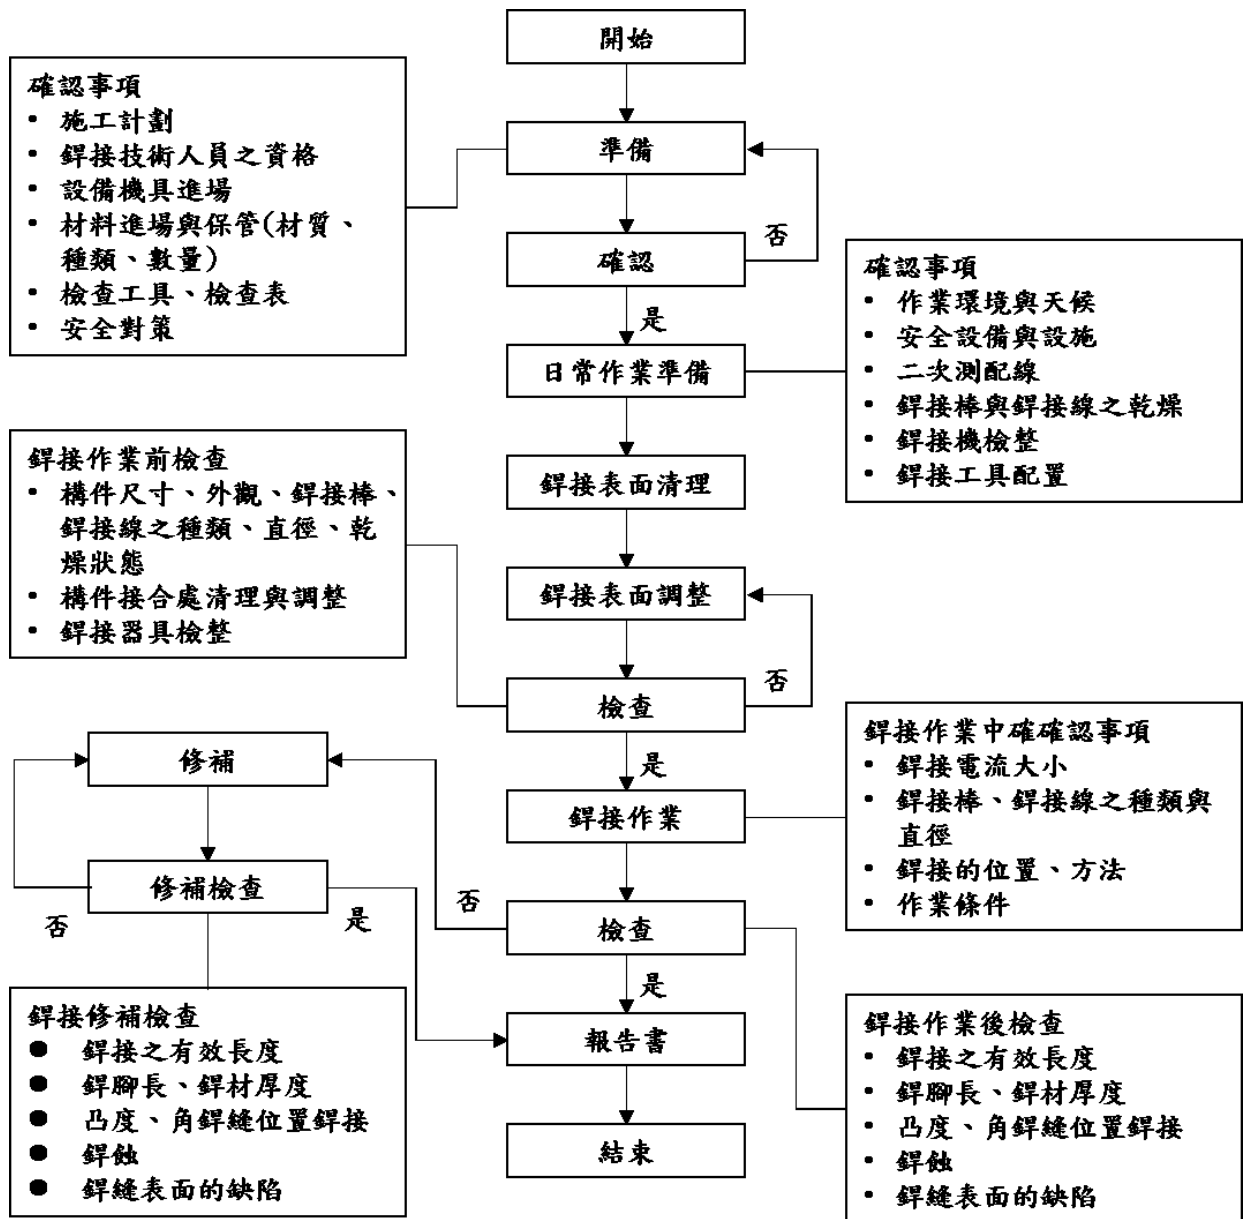 開始
確認事項
• 施工計劃
• 銲接技術人員之資格
• 設備機具進場
• 材料進場與保管(材質、
種類、數量)
• 檢查工具、檢查表
• 安全對策
準備
否
確認
是
確認事項
• 作業環境與天候
• 安全設備與設施
• 二次測配線
• 銲接棒與銲接線之乾燥
• 銲接機檢整
• 銲接工具配置
日常作業準備
銲接作業前檢查
• 構件尺寸、外觀、銲接棒、
銲接線之種類、直徑、乾
燥狀態
• 構件接合處清理與調整
• 銲接器具檢整
銲接表面清理
銲接表面調整
否
檢查
是
銲接作業中確確認事項
• 銲接電流大小
• 銲接棒、銲接線之種類與
直徑
• 銲接的位置、方法
• 作業條件
修補
銲接作業
修補檢查
否
是
否
檢查
是
銲接修補檢查
● 銲接之有效長度
● 銲腳長、銲材厚度
● 凸度、角銲縫位置銲接
● 銲蝕
● 銲縫表面的缺陷
報告書
銲接作業後檢查
• 銲接之有效長度
• 銲腳長、銲材厚度
• 凸度、角銲縫位置銲接
• 銲蝕
• 銲縫表面的缺陷
結束